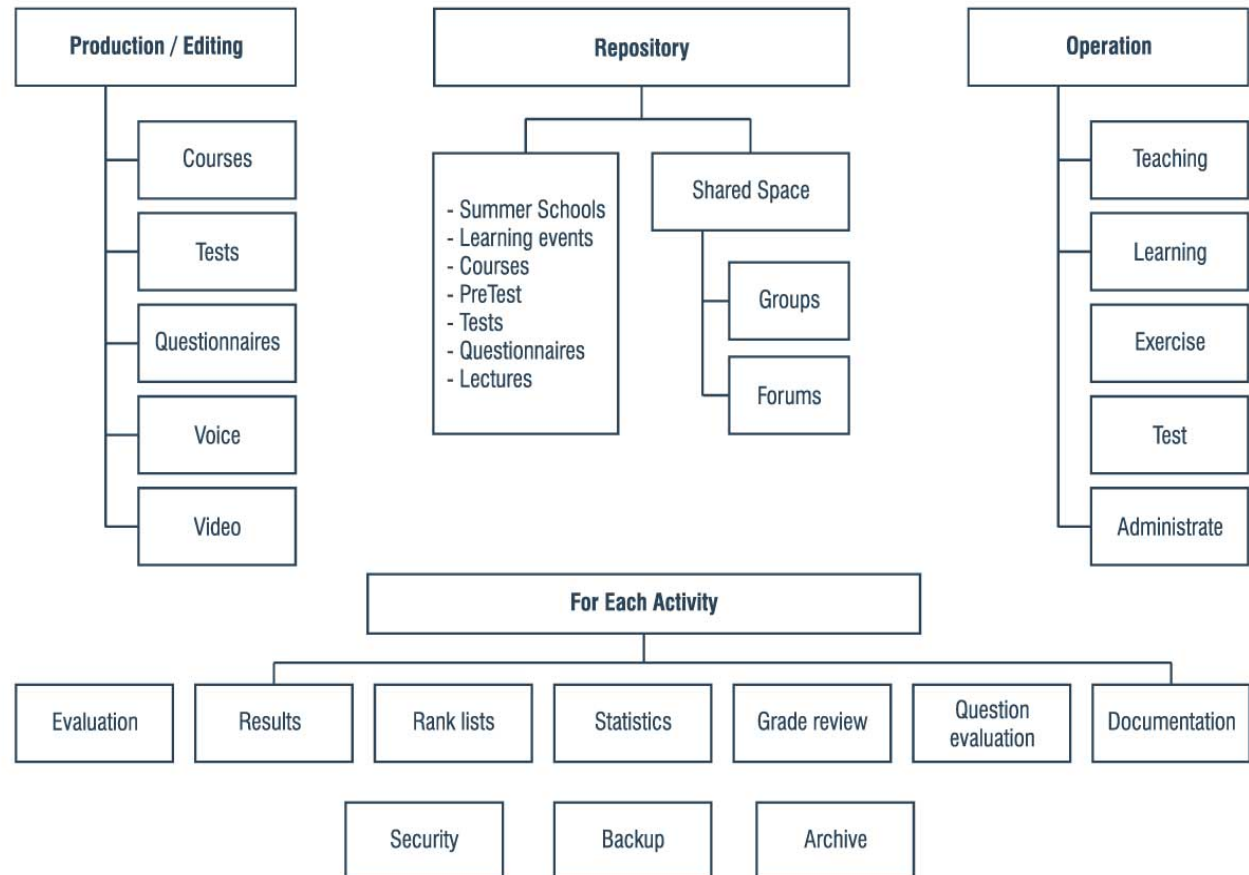 Production / Editing
Courses
Tests
Questionnaires
Voice
Video
Repository
- Summer Schools
- Learning events
- Courses
- PreTest
- Tests
- Questionnaires
- Lectures
Shared Space
Groups
Forums
Operation
Teaching
Learning
Exercise
Test
Administrate
For Each Activity
Evaluation
Results
Rank lists
Statistics
Grade review
Question
evaluation
Documentation
Security
Backup
Archive